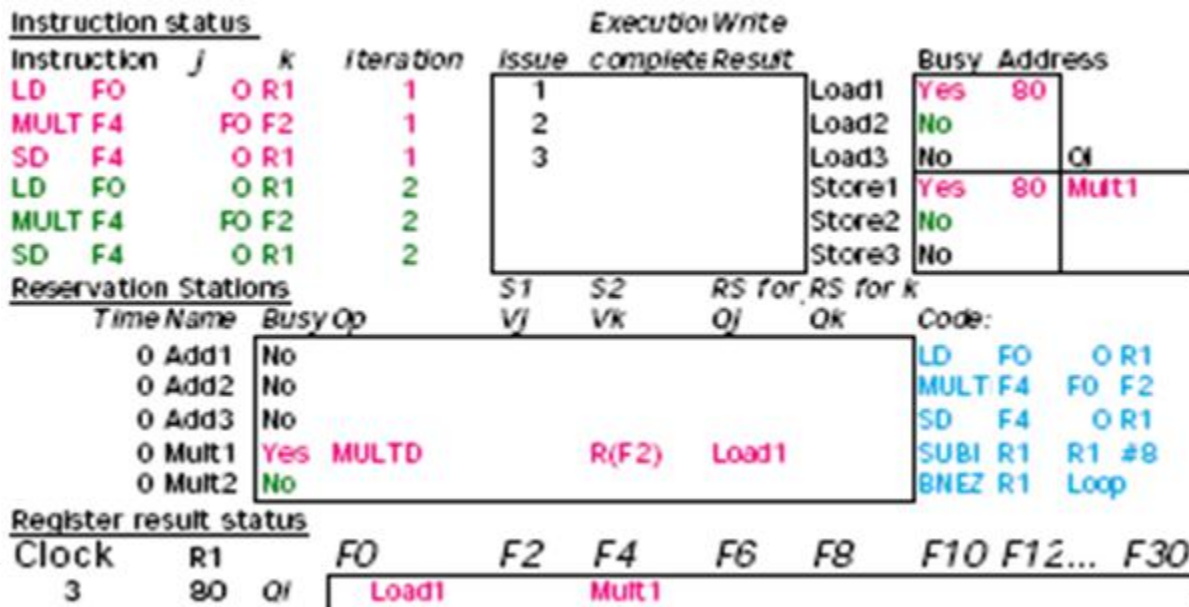 Instruction status Execution Write
Instruction j k iteration Issue complete Result Busy Address
LD F0 0 R1 1 1 Load1 Yes 80
MULT F4 F0 F2 1 2 Load2 No
SD F4 0 R1 1 3 Load3 No Qi
LD F0 0 R1 2 Store1 Yes 80 Mult1
MULT F4 F0 F2 2 Store2 No
SD F4 0 R1 2 Store3 No
Reservation Stations S1 S2 RS for RS for k
Time Name Busy Op Vj Vk Qj Qk Code:
0 Add1 No LD F0 0 R1
0 Add2 No MULT F4 F0 F2
0 Add3 No SD F4 0 R1
0 Mult1 Yes MULTD R(F2) Load1 SUBI R1 R1 #8
0 Mult2 No BNEZ R1 Loop
Register result status
Clock R1 F0 F2 F4 F6 F8 F10 F12... F30
3 80 Qi Load1 Mult1